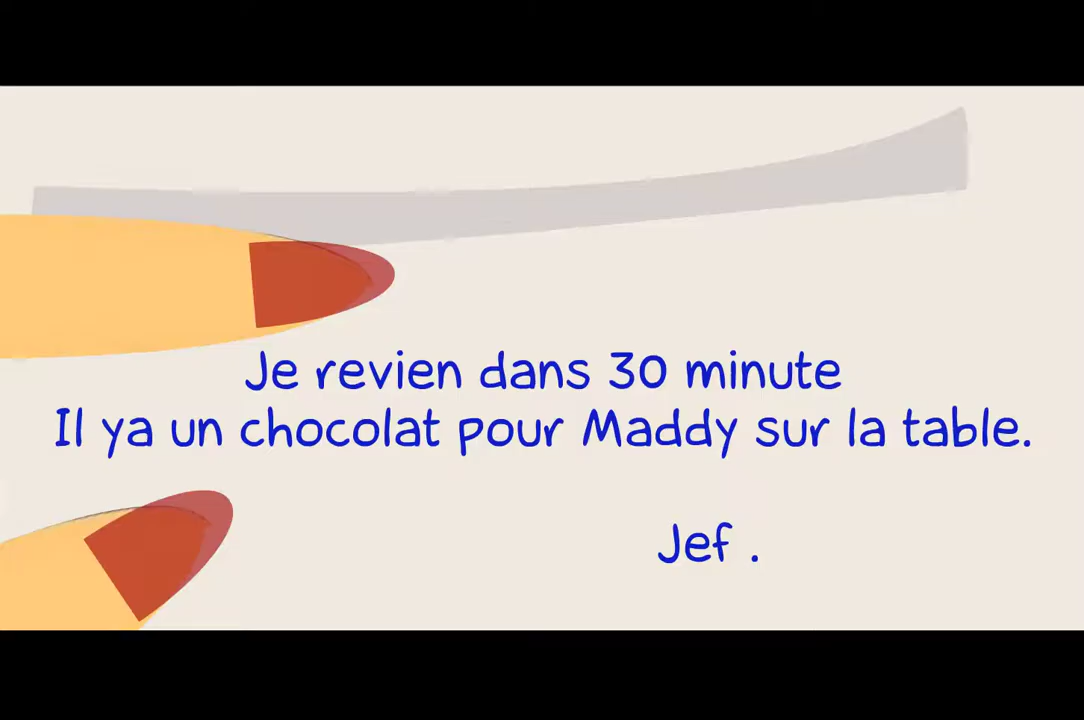 Je revien dans 30 minute
Il ya un chocolat pour Maddy sur la table.
Jef .